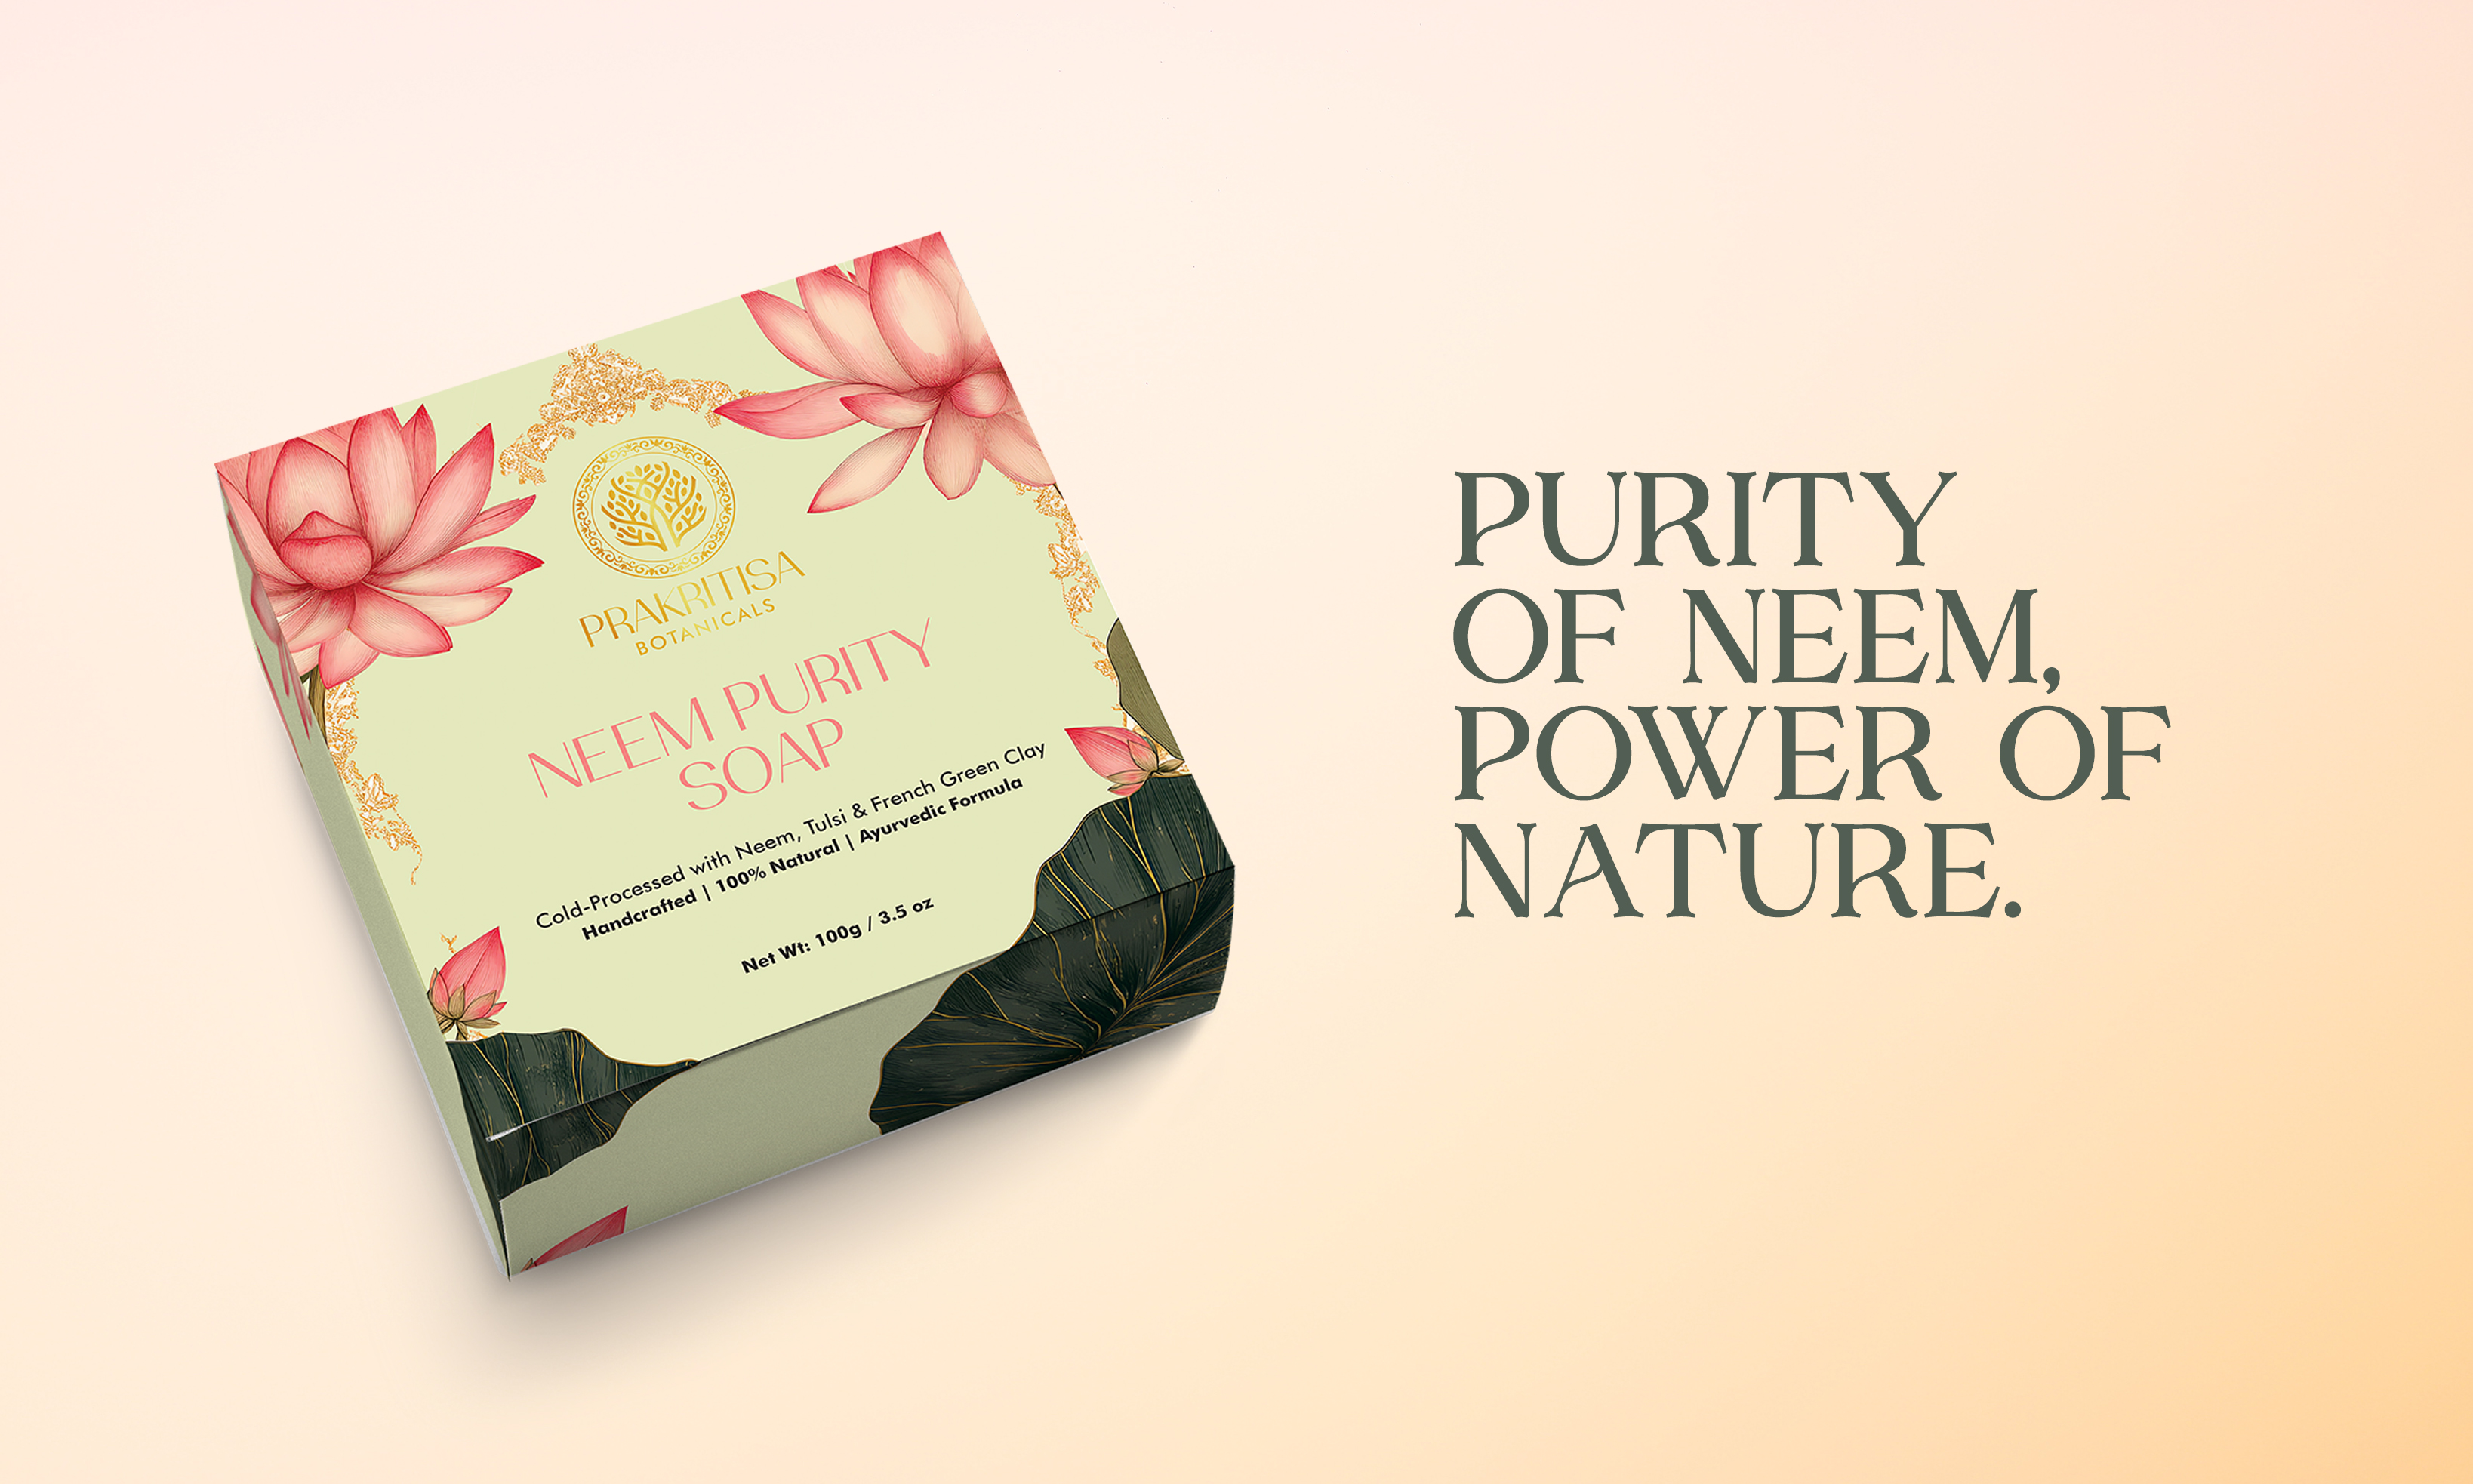 PRAKRITISA
BOTANICALS
NEEM PURITY
SOAP
Cold-Processed with Neem, Tulsi & French Green Clay
Handcrafted | 100% Natural | Ayurvedic Formula
Net Wt: 100g / 3.5 oz
PURITY
OF NEEM,
POWER OF
NATURE.